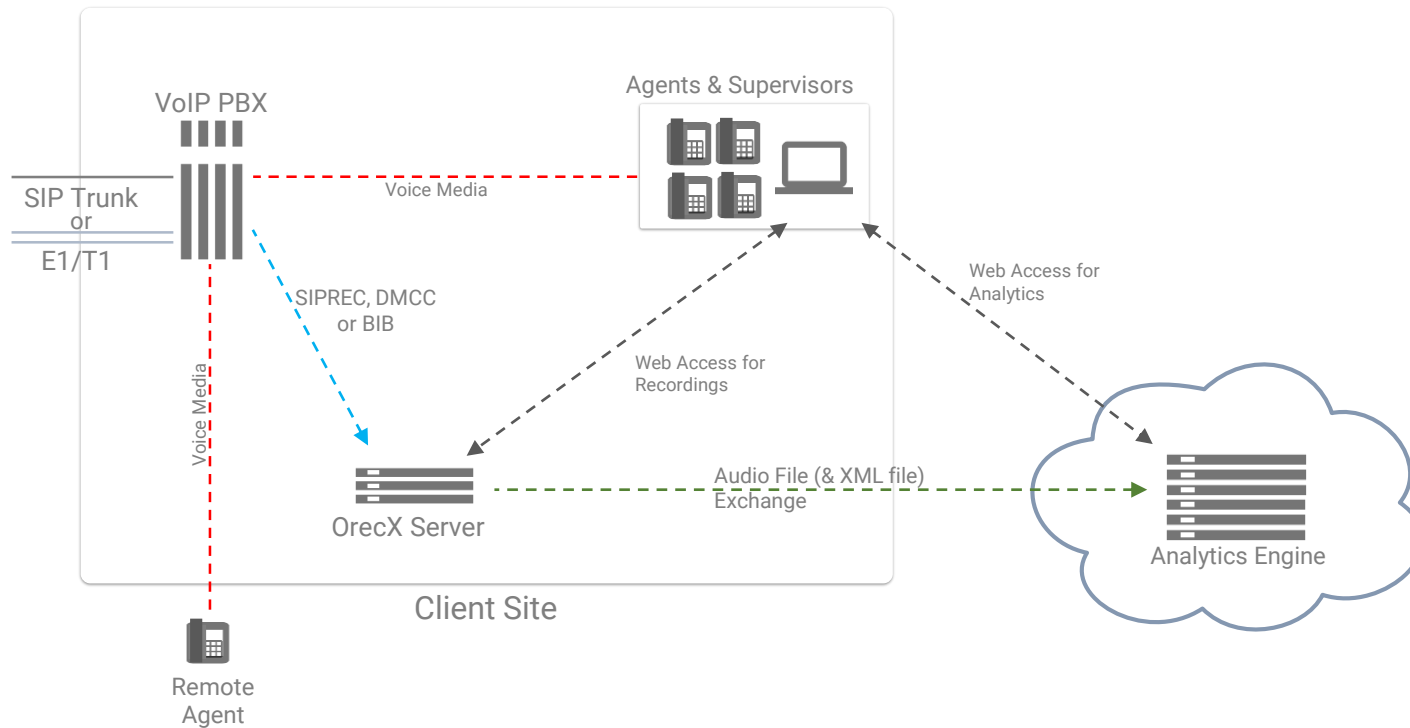 Agents & Supervisors
VoIP PBX
SIP Trunk
or
E1/T1
Voice Media
SIPREC, DMCC
or BIB
Web Access for
Analytics
Web Access for
Recordings
Voice Media
Audio File (& XML file)
Exchange
OrecX Server
Analytics Engine
Client Site
Remote
Agent